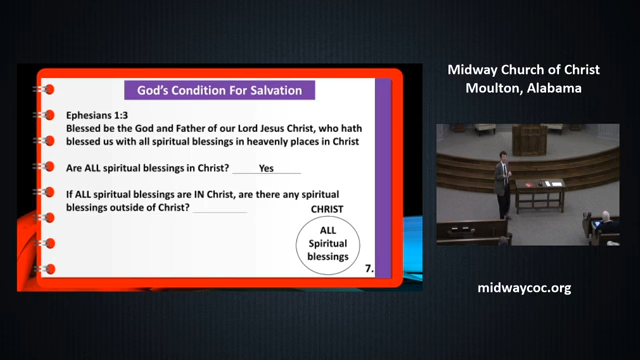 God's Condition For Salvation
Ephesians 1:3
Blessed be the God and Father of our Lord Jesus Christ, who hath
blessed us with all spiritual blessings in heavenly places in Christ
Are ALL spiritual blessings in Christ? Yes
If ALL spiritual blessings are IN Christ, are there any spiritual
blessings outside of Christ?
CHRIST
ALL
Spiritual
blessings
7.
Midway Church of Christ
Moulton, Alabama
midwaycoc.org